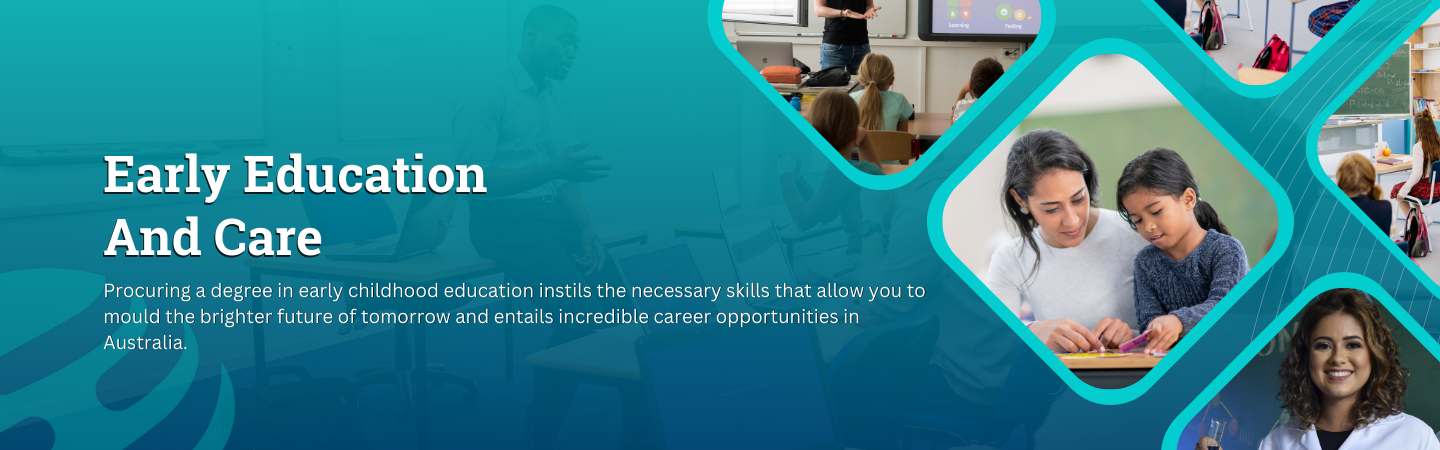 Early Education
And Care
Procuring a degree in early childhood education instils the necessary skills that allow you to
mould the brighter future of tomorrow and entails incredible career opportunities in
Australia.
Learning